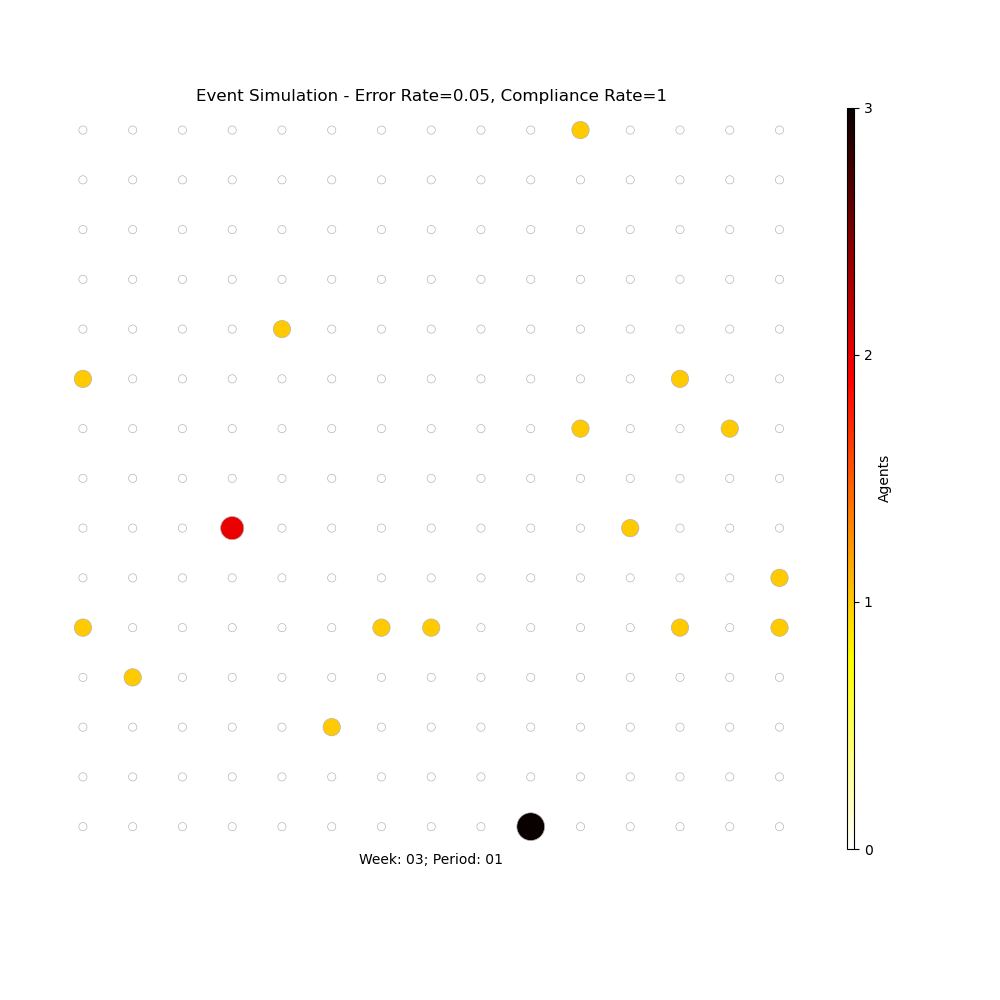 Event Simulation - Error Rate=0.05, Compliance Rate=1
3
2
Agents
1
0
Week: 03; Period: 01